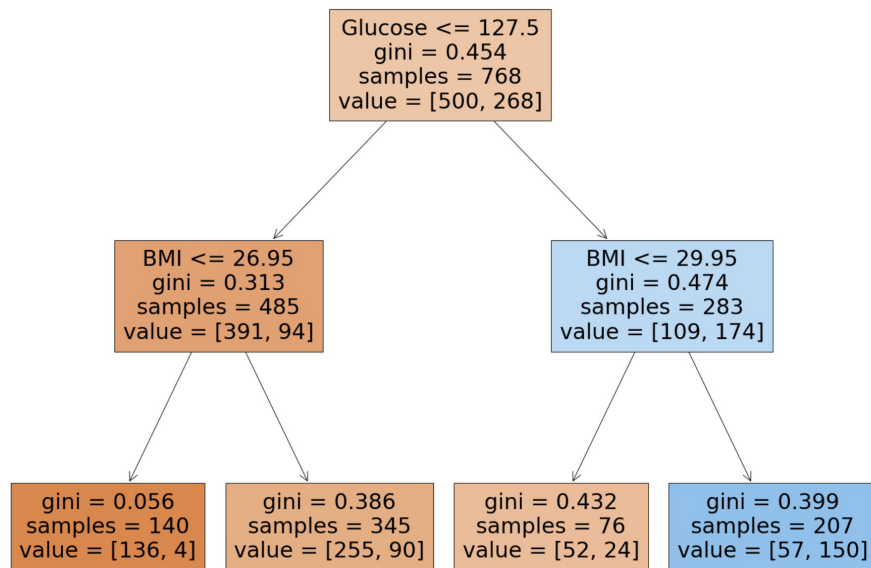 Glucose <= 127.5
gini = 0.454
samples = 768
value = [500, 268]
BMI <= 26.95
gini = 0.313
samples = 485
value = [391, 94]
BMI <= 29.95
gini = 0.474
samples = 283
value = [109, 174]
gini = 0.056
samples = 140
value = [136, 4]
gini = 0.386
samples = 345
value = [255, 90]
gini = 0.432
samples = 76
value = [52, 24]
gini = 0.399
samples = 207
value = [57, 150]